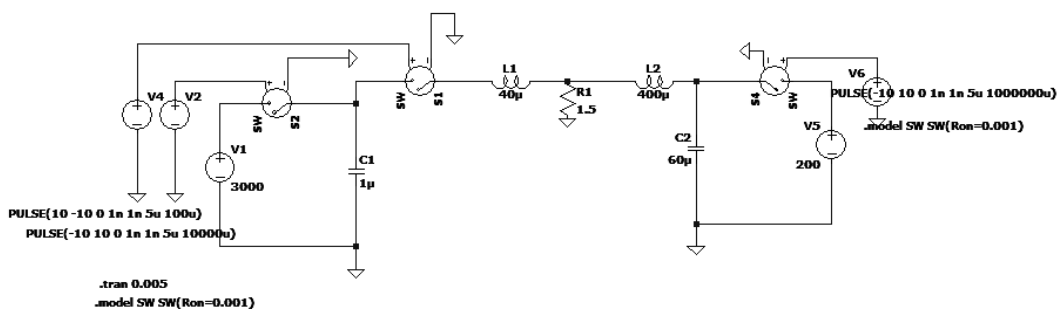 V4
V2
SW
S2
V1
3000
C1
1µ
SW
S1
L1
40µ
R1
1.5
L2
400µ
C2
60µ
S4
SW
V6
PULSE(-10 10 0 1n 1n 5u 1000000u)
.model SW SW(Ron=0.001)
V5
200
PULSE(10 -10 0 1n 1n 5u 100u)
PULSE(-10 10 0 1n 1n 5u 10000u)
.tran 0.005
.model SW SW(Ron=0.001)